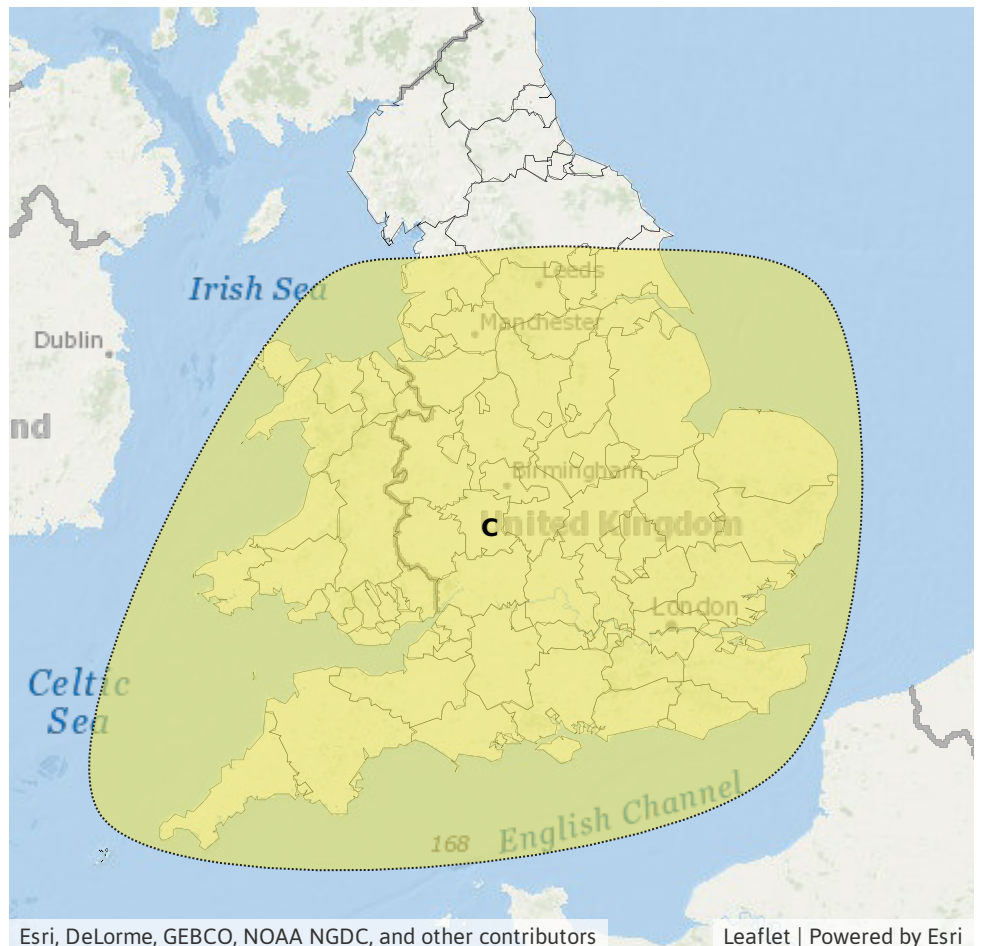 Leeds
Irish Sea
Manchester
Dublin
nd
Birmingham
C
United Kingdom
London
Celtic
Sea
English Channel
168
Esri, DeLorme, GEBCO, NOAA NGDC, and other contributors
Leaflet | Powered by Esri